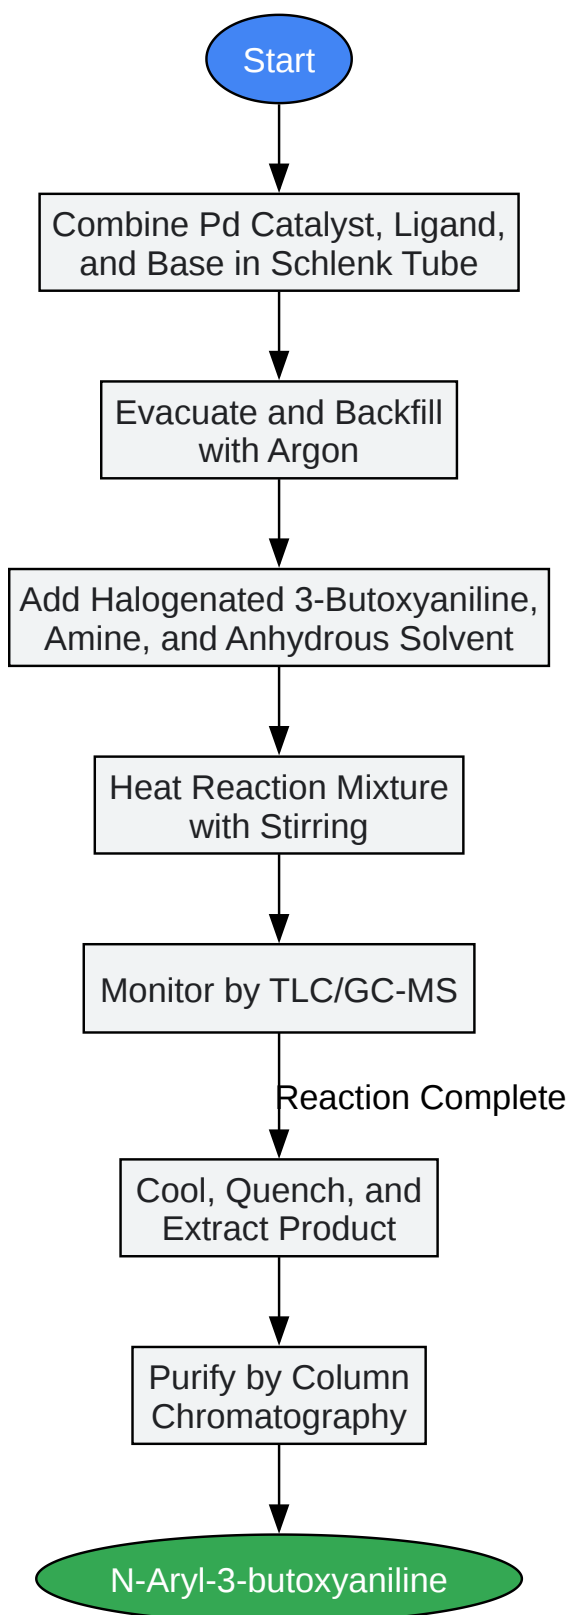 Start
Combine Pd Catalyst, Ligand,
and Base in Schlenk Tube
Evacuate and Backfill
with Argon
Add Halogenated 3-Butoxyaniline,
Amine, and Anhydrous Solvent
Heat Reaction Mixture
with Stirring
Monitor by TLC/GC-MS
Reaction Complete
Cool, Quench, and
Extract Product
Purify by Column
Chromatography
N-Aryl-3-butoxyaniline